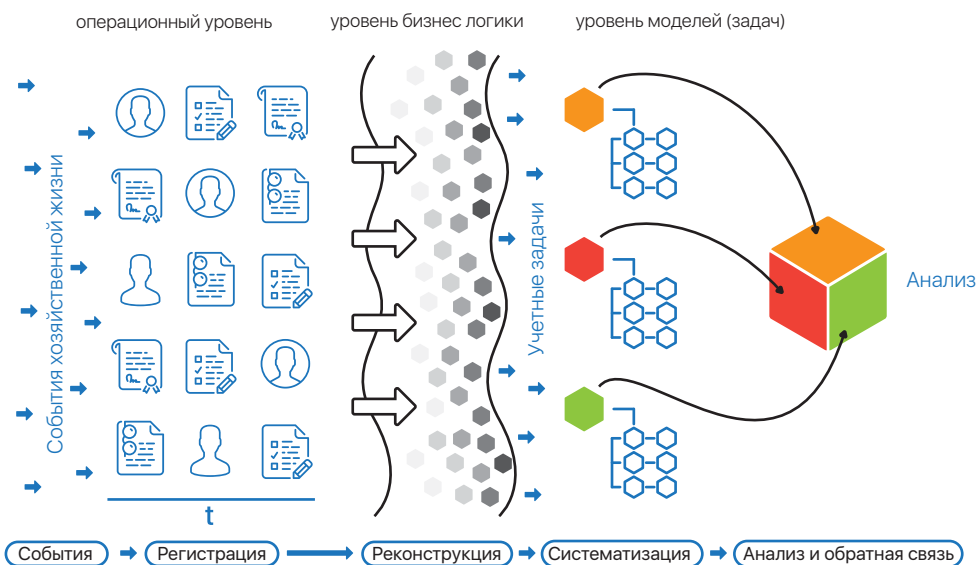 операционный уровень
уровень бизнес логики
уровень моделей (задач)
События хозяйственной жизни
Учетные задачи
Анализ
t
События
Регистрация
Реконструкция
Систематизация
Анализ и обратная связь